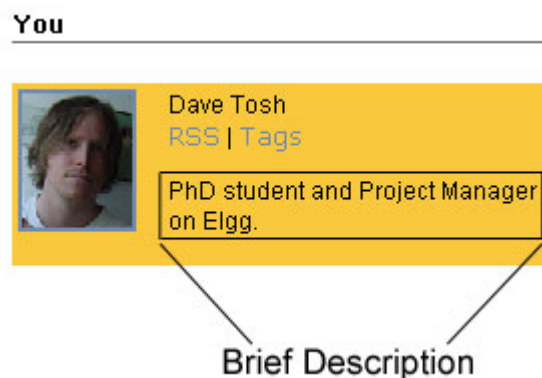 You
Dave Tosh
RSS | Tags
PhD student and Project Manager
on Elgg.
Brief Description